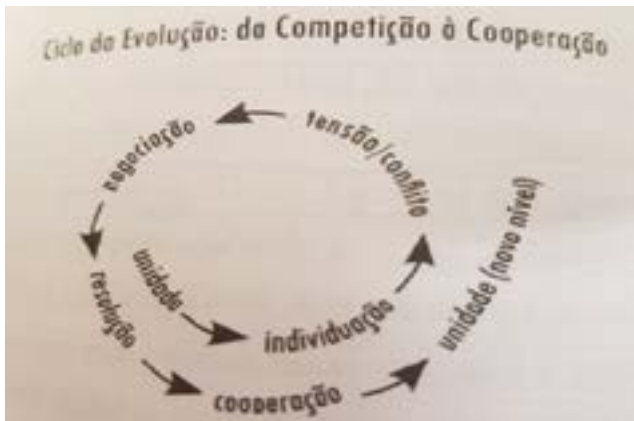 Ciclo da Evolução: da Competição à Cooperação
unidade
individuação
tensão/conflito
negociação
resolução
cooperação
unidade (novo nível)